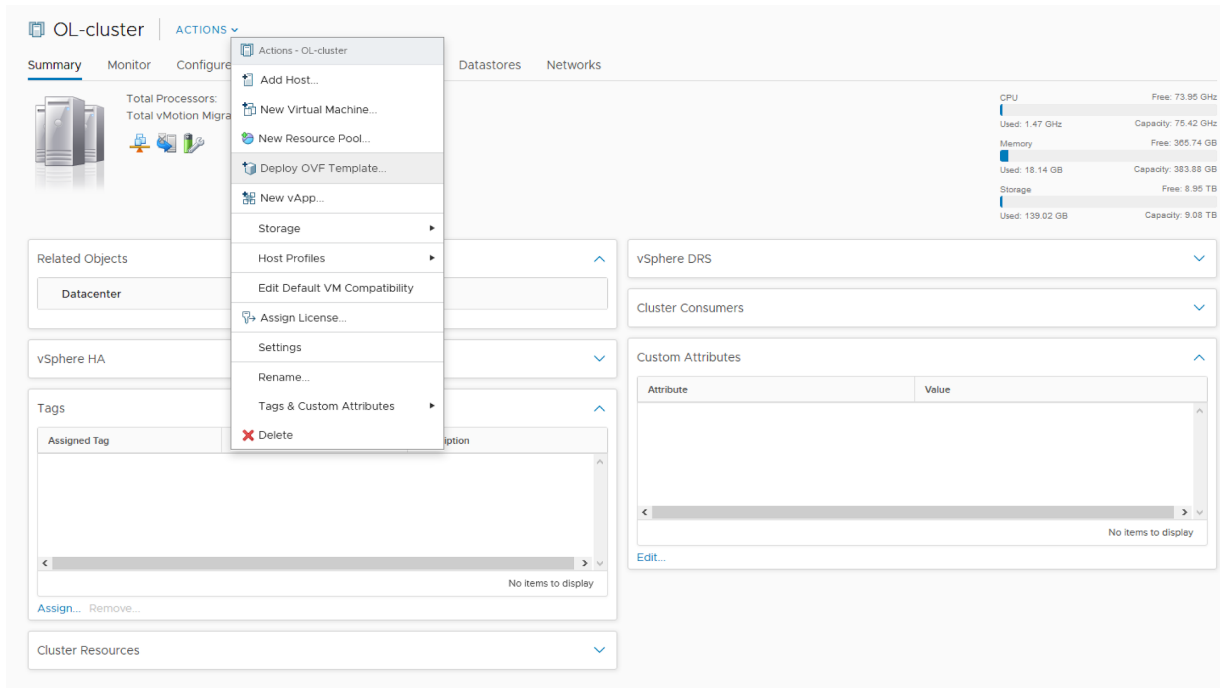 OL-cluster ACTIONS
Summary Monitor Configure Datastores Networks
Actions - OL-cluster
Add Host...
New Virtual Machine...
New Resource Pool...
Deploy OVF Template...
New vApp...
Storage
Host Profiles
Edit Default VM Compatibility
Assign License...
Settings
Rename...
Tags & Custom Attributes
Delete
Total Processors:
Total vMotion Migra
CPU Free: 73.95 GHz
Used: 1.47 GHz Capacity: 75.42 GHz
Memory Free: 365.74 GB
Used: 18.14 GB Capacity: 383.88 GB
Storage Free: 8.95 TB
Used: 139.02 GB Capacity: 9.08 TB
Related Objects
Datacenter
vSphere HA
Tags
Assigned Tag iption
No items to display
Assign... Remove...
Cluster Resources
vSphere DRS
Cluster Consumers
Custom Attributes
Attribute Value
No items to display
Edit...